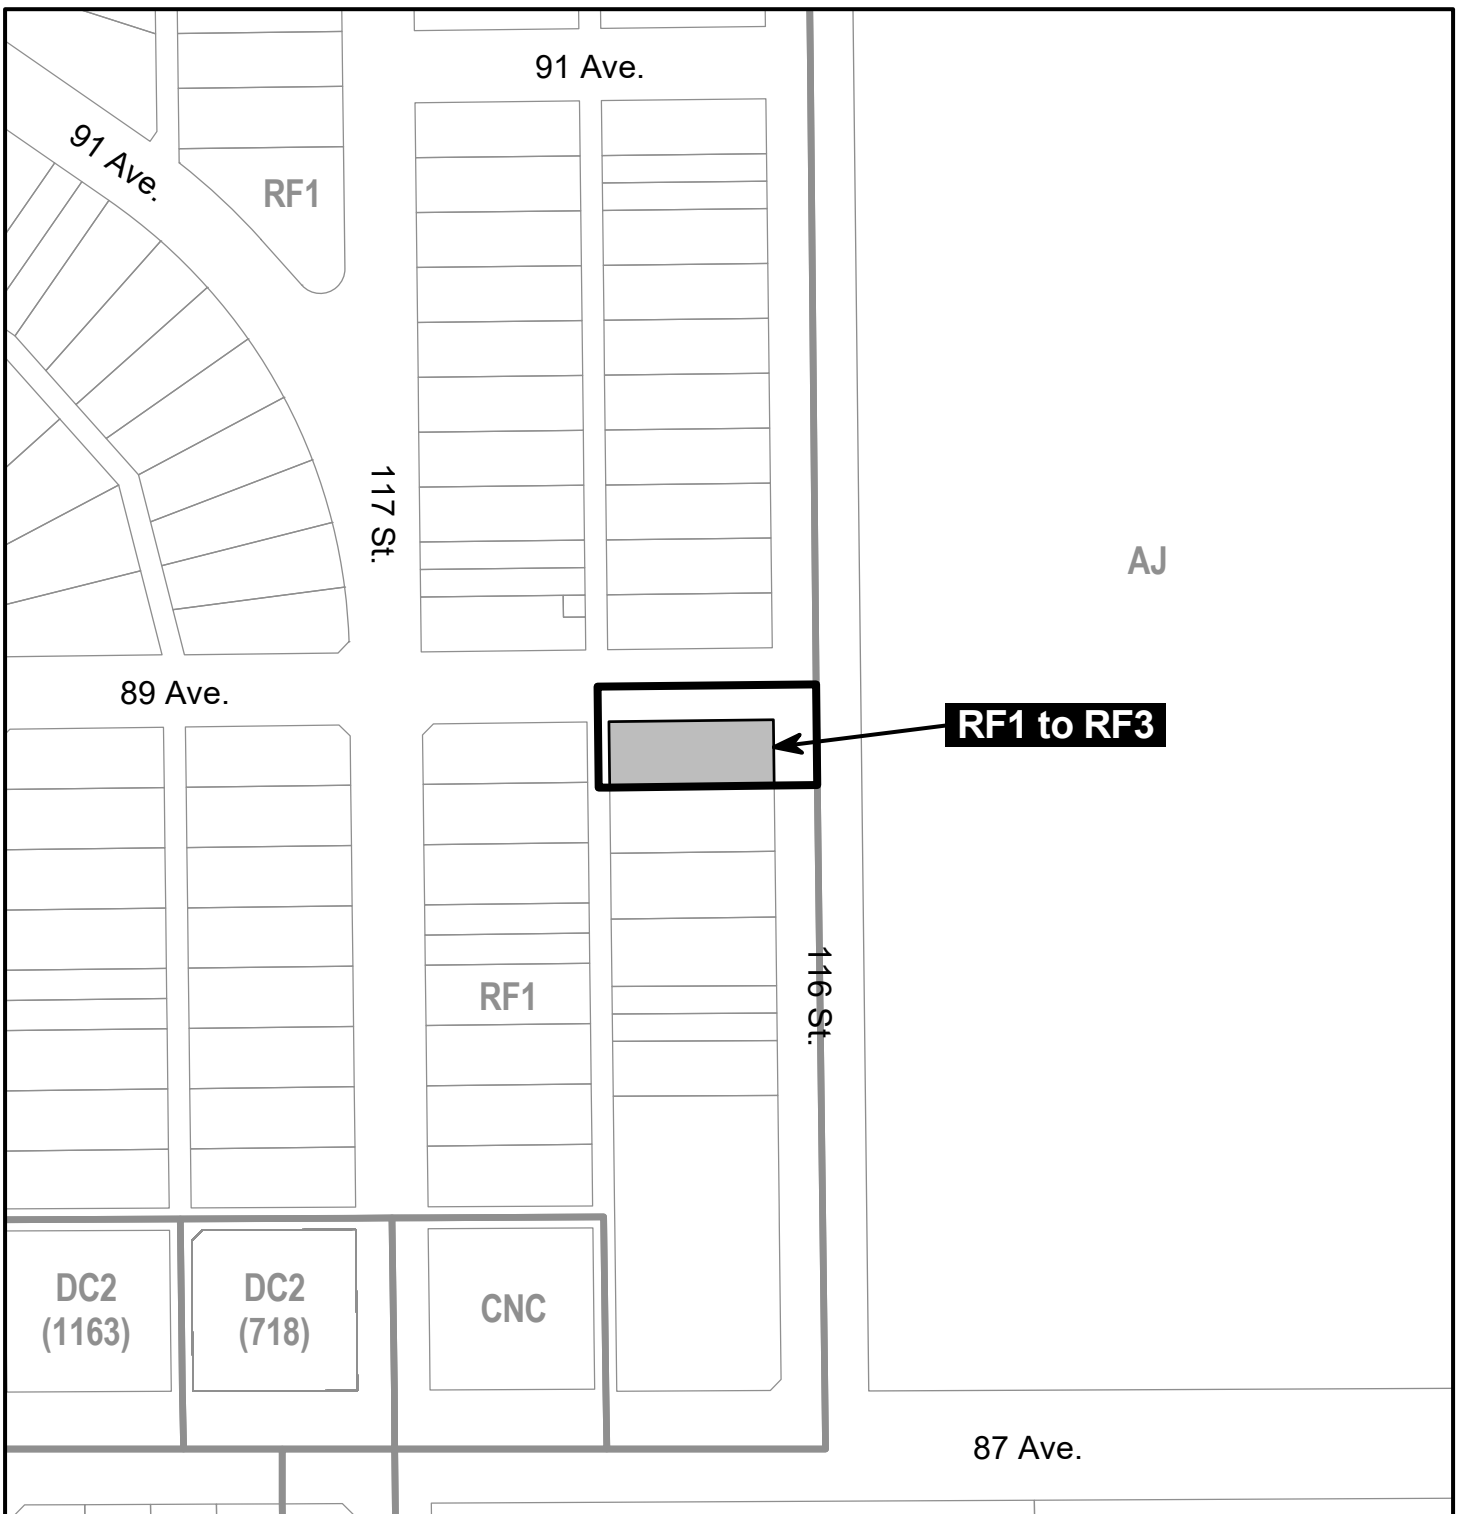 91 Ave.
91 Ave.
RF1
117 St.
AJ
89 Ave.
RF1 to RF3
116 St.
RF1
DC2
(1163)
DC2
(718)
CNC
87 Ave.